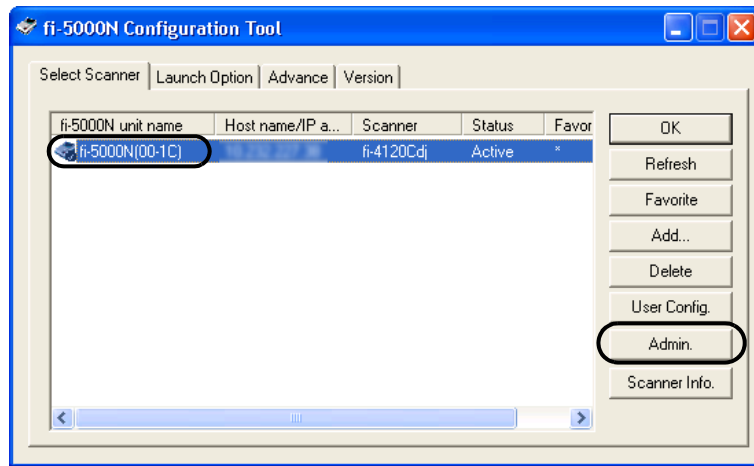 fi-5000N Configuration Tool
Select Scanner Launch Option Advance Version
fi-5000N unit name Host name/IP a... Scanner Status Favor
fi-5000N(00-1C) fi-4120Cdj Active *
OK
Refresh
Favorite
Add...
Delete
User Config.
Admin.
Scanner Info.